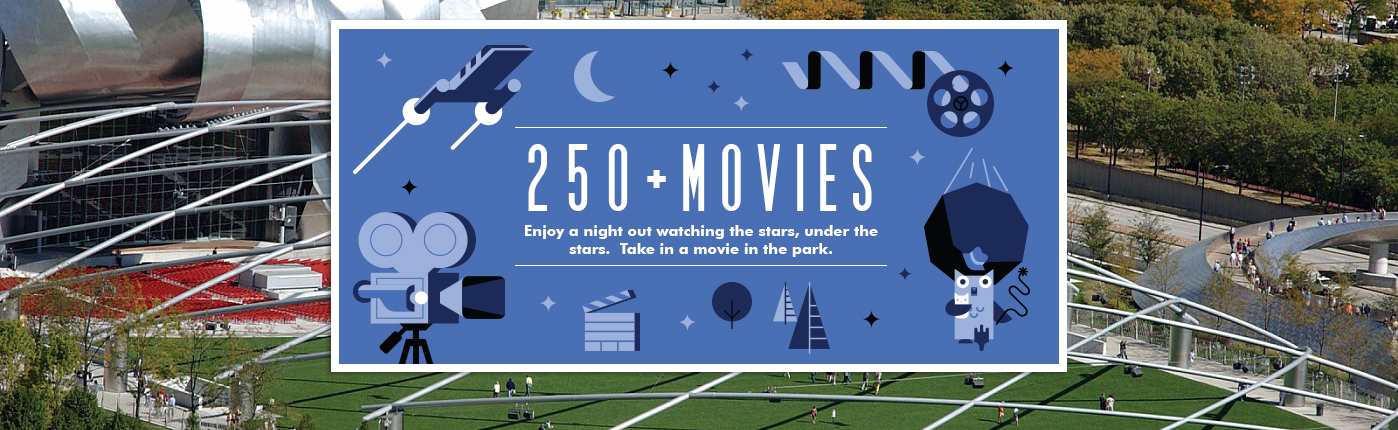 250+MOVIES
Enjoy a night out watching the stars, under the
stars.  Take in a movie in the park.